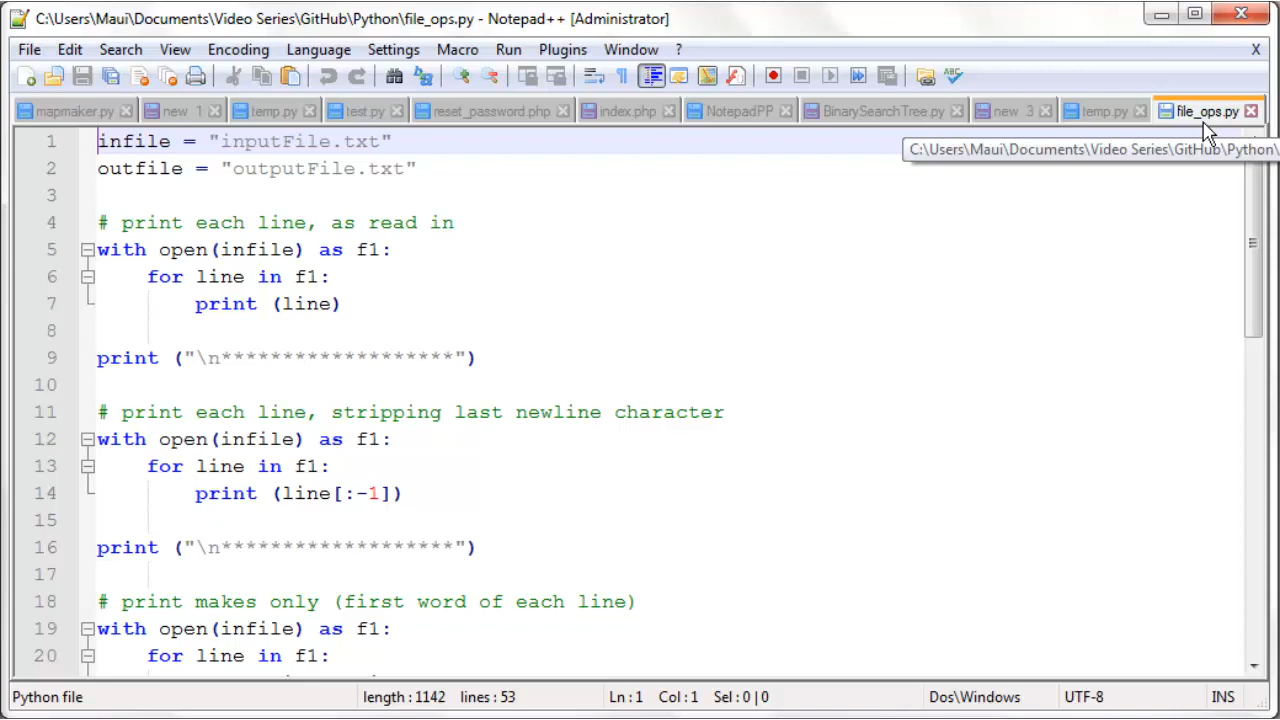 C:\Users\Maui\Documents\Video Series\GitHub\Python\file_ops.py - Notepad++ [Administrator]
File Edit Search View Encoding Language Settings Macro Run Plugins Window ? X
mapmaker.py new 1 temp.py test.py reset_password.php index.php NotepadPP BinarySearchTree.py new 3 temp.py file_ops.py
C:\Users\Maui\Documents\Video Series\GitHub\Python\
1 infile = "inputFile.txt"
2 outfile = "outputFile.txt"
3
4 # print each line, as read in
5 with open(infile) as f1:
6 for line in f1:
7 print (line)
8
9 print ("\n*******************")
10
11 # print each line, stripping last newline character
12 with open(infile) as f1:
13 for line in f1:
14 print (line[:-1])
15
16 print ("\n*******************")
17
18 # print makes only (first word of each line)
19 with open(infile) as f1:
20 for line in f1:
Python file length : 1142 lines : 53 Ln : 1 Col : 1 Sel : 0 | 0 Dos\Windows UTF-8 INS